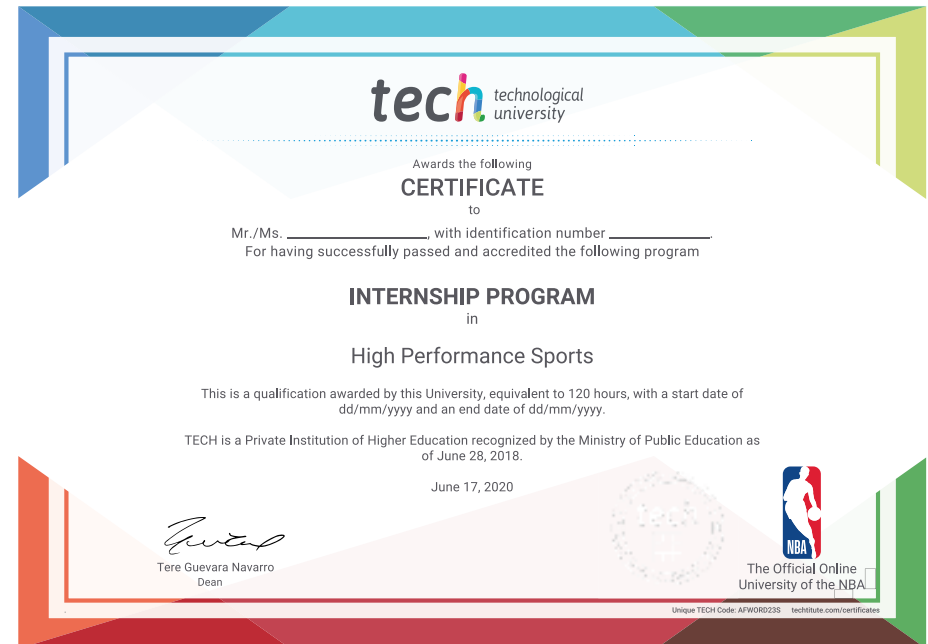 tech technological
university
Awards the following
CERTIFICATE
to
Mr./Ms. ____________________, with identification number ______________.
For having successfully passed and accredited the following program
INTERNSHIP PROGRAM
in
High Performance Sports
This is a qualification awarded by this University, equivalent to 120 hours, with a start date of
dd/mm/yyyy and an end date of dd/mm/yyyy.
TECH is a Private Institution of Higher Education recognized by the Ministry of Public Education as
of June 28, 2018.
June 17, 2020
Tere Guevara Navarro
Dean
tech
NBA
The Official Online
University of the NBA
Unique TECH Code: AFWORD23S techtitute.com/certificates